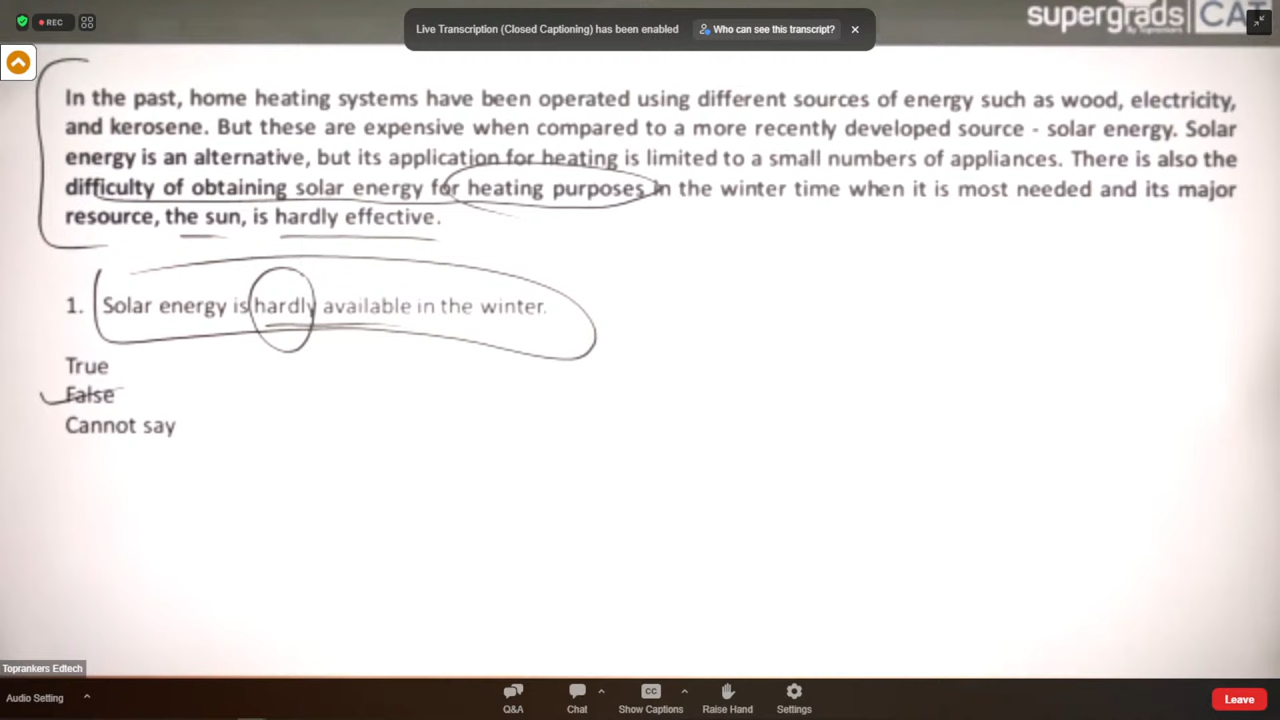 REC
Live Transcription (Closed Captioning) has been enabled Who can see this transcript?
supergrads CAT
By Toprankers
In the past, home heating systems have been operated using different sources of energy such as wood, electricity,
and kerosene. But these are expensive when compared to a more recently developed source - solar energy. Solar
energy is an alternative, but its application for heating is limited to a small numbers of appliances. There is also the
difficulty of obtaining solar energy for heating purposes in the winter time when it is most needed and its major
resource, the sun, is hardly effective.
1. Solar energy is hardly available in the winter.
True
False
Cannot say
Toprankers Edtech
Audio Setting
Q&A
Chat
CC
Show Captions
Raise Hand
Settings
Leave